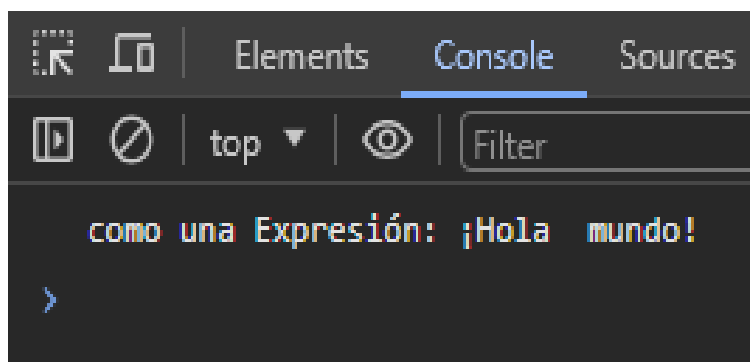 Elements Console Sources
top Filter
como una Expresión: ¡Hola  mundo!